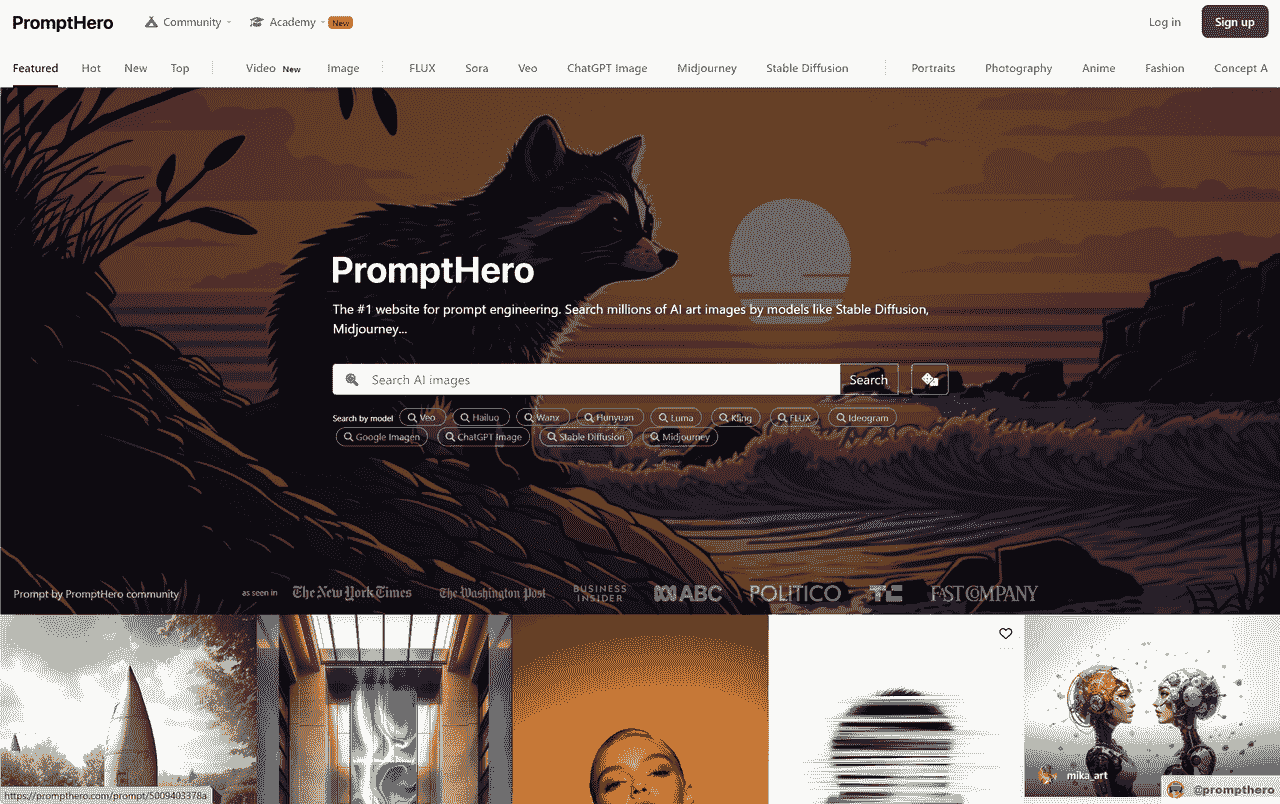 PromptHero
Community
Academy
New
Log in
Sign up
Featured
Hot
New
Top
Video New
Image
FLUX
Sora
Veo
ChatGPT Image
Midjourney
Stable Diffusion
Portraits
Photography
Anime
Fashion
Concept A
PromptHero
The #1 website for prompt engineering. Search millions of AI art images by models like Stable Diffusion,
Midjourney...
Search AI images
Search
Search by model
Veo
Hailuo
Wanx
Hunyuan
Luma
Kling
FLUX
Ideogram
Google Imagen
ChatGPT Image
Stable Diffusion
Midjourney
Prompt by PromptHero community
as seen in
The New York Times
The Washington Post
BUSINESS
INSIDER
ABC
POLITICO
TC
FAST COMPANY
mika_art
https://prompthero.com/prompt/5009403378a
@prompthero